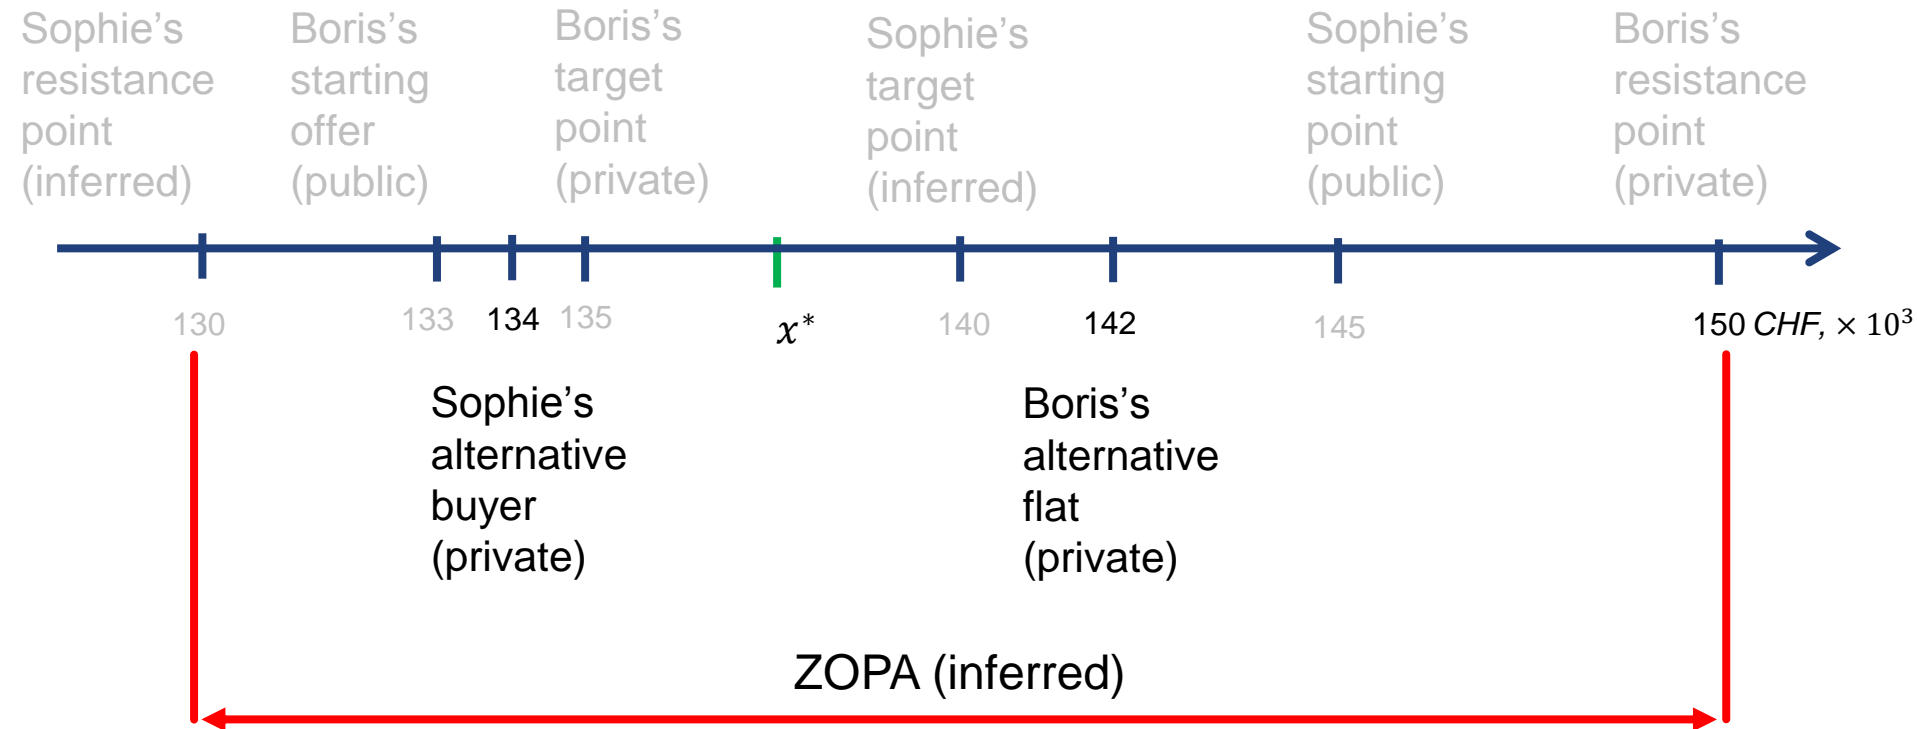 Sophie’s
resistance
point
(inferred)
Boris’s
starting
offer
(public)
Boris’s
target
point
(private)
Sophie’s
target
point
(inferred)
Sophie’s
starting
point
(public)
Boris’s
resistance
point
(private)
130
133
134
135
x*
140
142
145
150 CHF, × 10³
Sophie’s
alternative
buyer
(private)
Boris’s
alternative
flat
(private)
ZOPA (inferred)